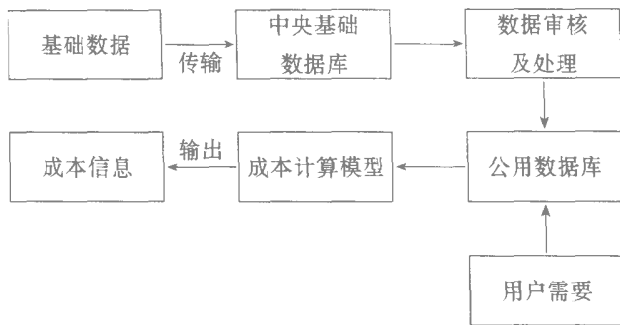 基础数据
传输
中央基础
数据库
数据审核
及处理
成本信息
输出
成本计算模型
公用数据库
用户需要